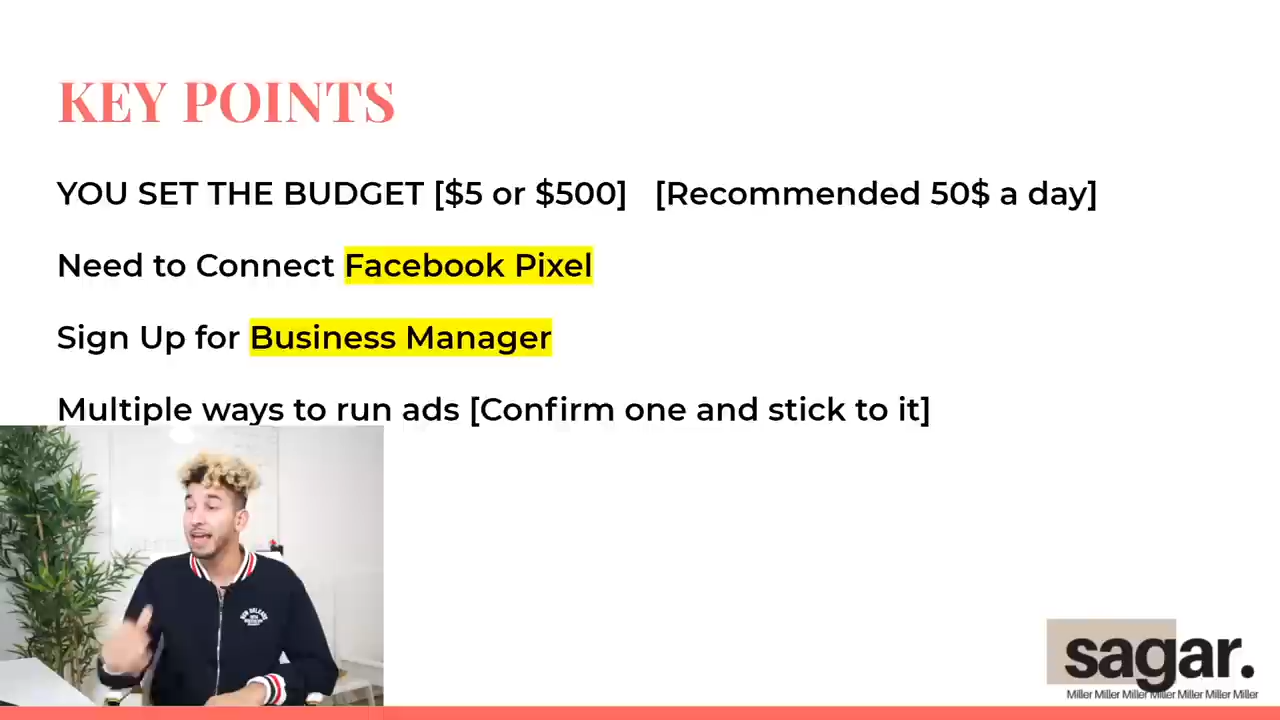 KEY POINTS
YOU SET THE BUDGET [$5 or $500] [Recommended 50$ a day]
Need to Connect Facebook Pixel
Sign Up for Business Manager
Multiple ways to run ads [Confirm one and stick to it]
NEW ORLEANS
sagar.
Miller Miller Miller Miller Miller Miller Miller